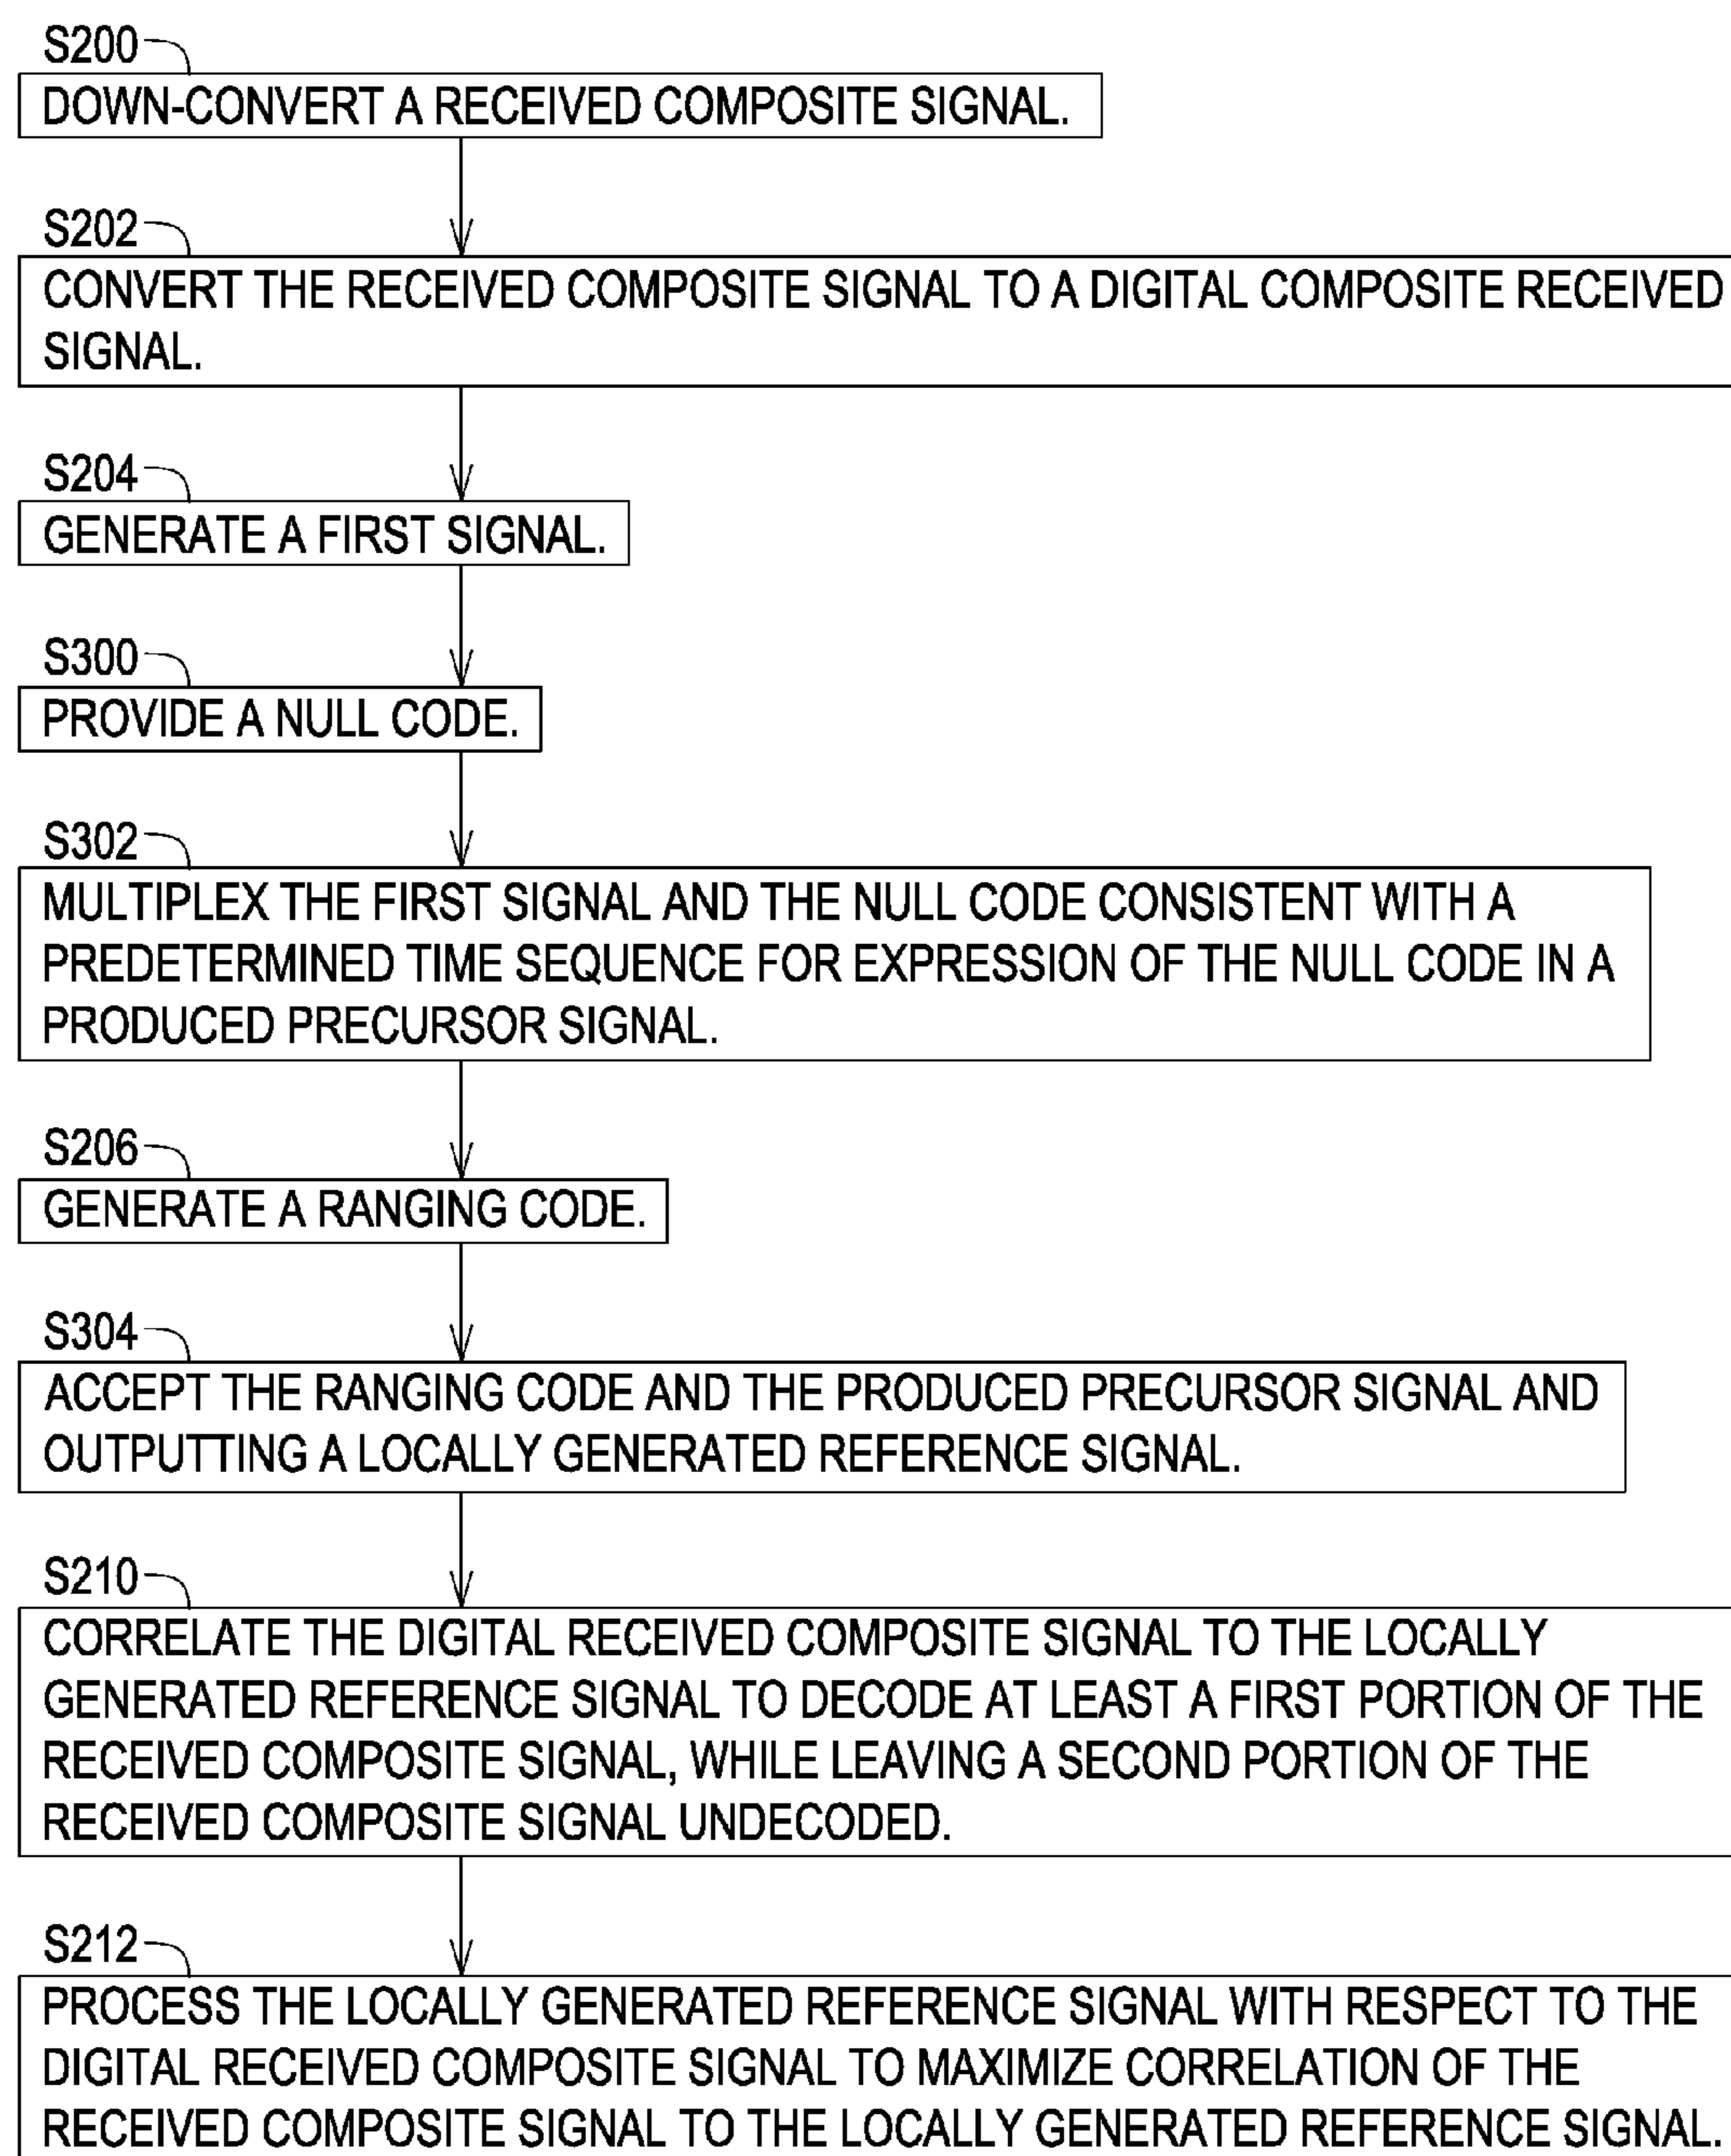 S200
DOWN-CONVERT A RECEIVED COMPOSITE SIGNAL.
S202
CONVERT THE RECEIVED COMPOSITE SIGNAL TO A DIGITAL COMPOSITE RECEIVED
SIGNAL.
S204
GENERATE A FIRST SIGNAL.
S300
PROVIDE A NULL CODE.
S302
MULTIPLEX THE FIRST SIGNAL AND THE NULL CODE CONSISTENT WITH A
PREDETERMINED TIME SEQUENCE FOR EXPRESSION OF THE NULL CODE IN A
PRODUCED PRECURSOR SIGNAL.
S206
GENERATE A RANGING CODE.
S304
ACCEPT THE RANGING CODE AND THE PRODUCED PRECURSOR SIGNAL AND
OUTPUTTING A LOCALLY GENERATED REFERENCE SIGNAL.
S210
CORRELATE THE DIGITAL RECEIVED COMPOSITE SIGNAL TO THE LOCALLY
GENERATED REFERENCE SIGNAL TO DECODE AT LEAST A FIRST PORTION OF THE
RECEIVED COMPOSITE SIGNAL, WHILE LEAVING A SECOND PORTION OF THE
RECEIVED COMPOSITE SIGNAL UNDECODED.
S212
PROCESS THE LOCALLY GENERATED REFERENCE SIGNAL WITH RESPECT TO THE
DIGITAL RECEIVED COMPOSITE SIGNAL TO MAXIMIZE CORRELATION OF THE
RECEIVED COMPOSITE SIGNAL TO THE LOCALLY GENERATED REFERENCE SIGNAL.